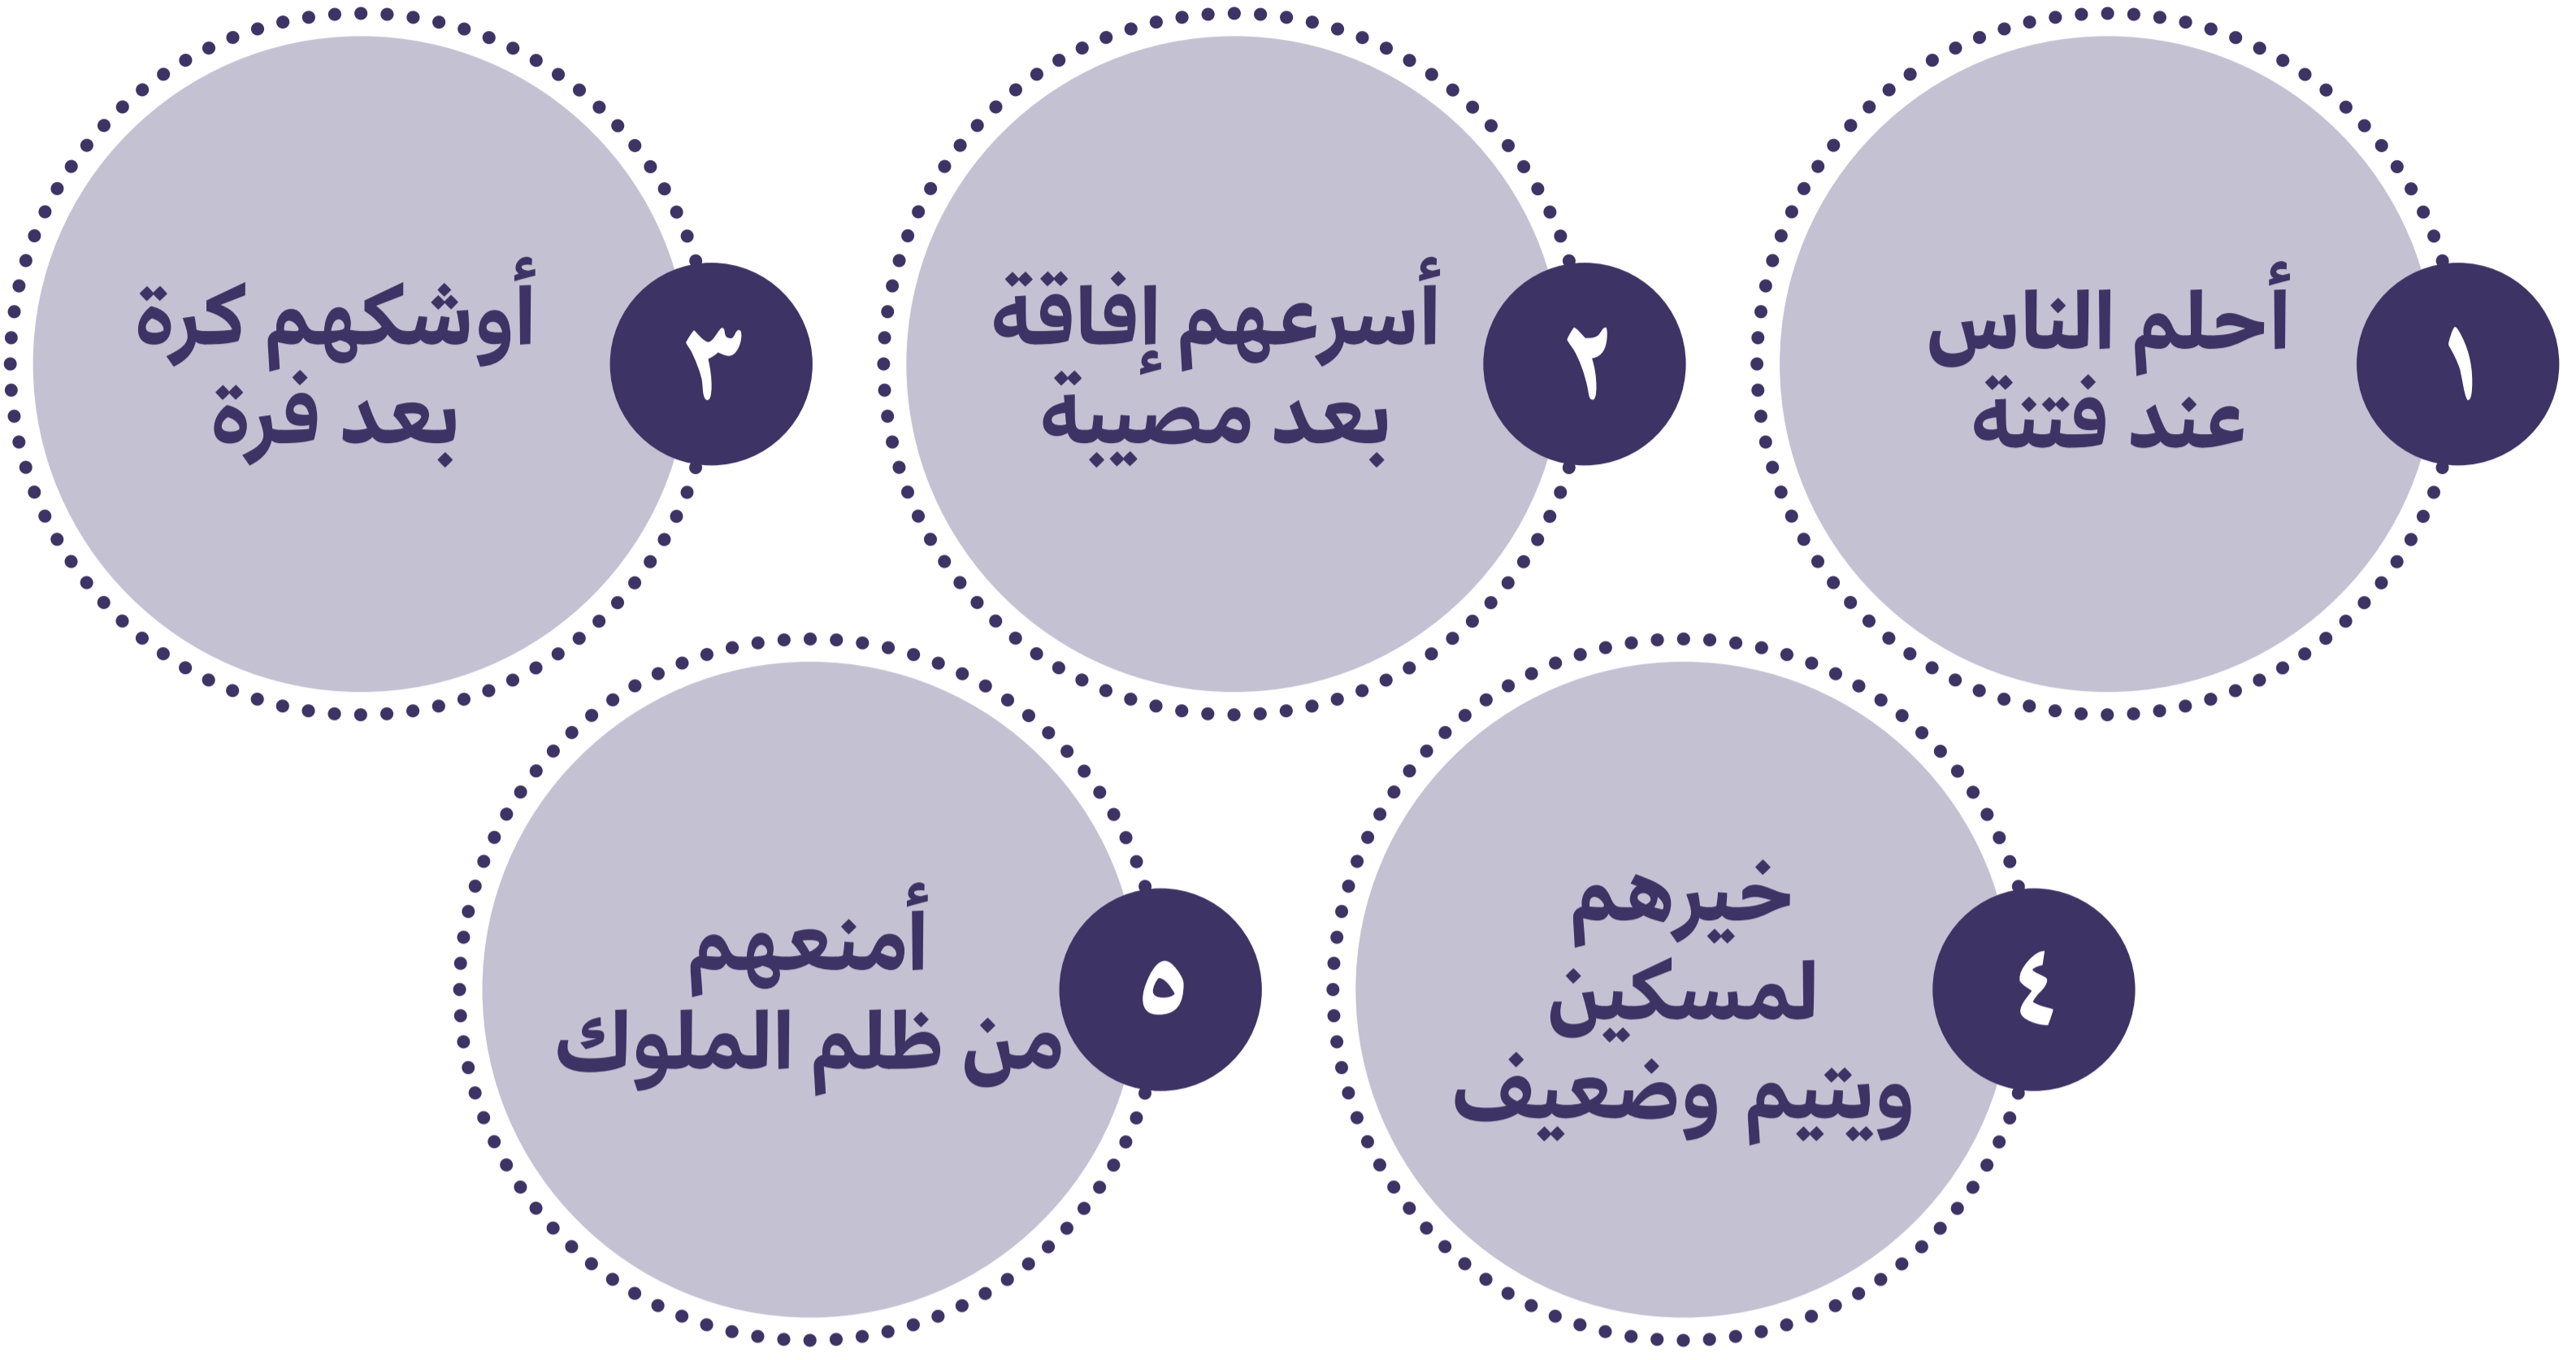 ١
أحلم الناس
عند فتنة
٢
أسرعهم إفاقة
بعد مصيبة
٣
أوشكهم كرة
بعد فرة
٤
خيرهم
لمسكين
ويتيم وضعيف
٥
أمنعهم
من ظلم الملوك